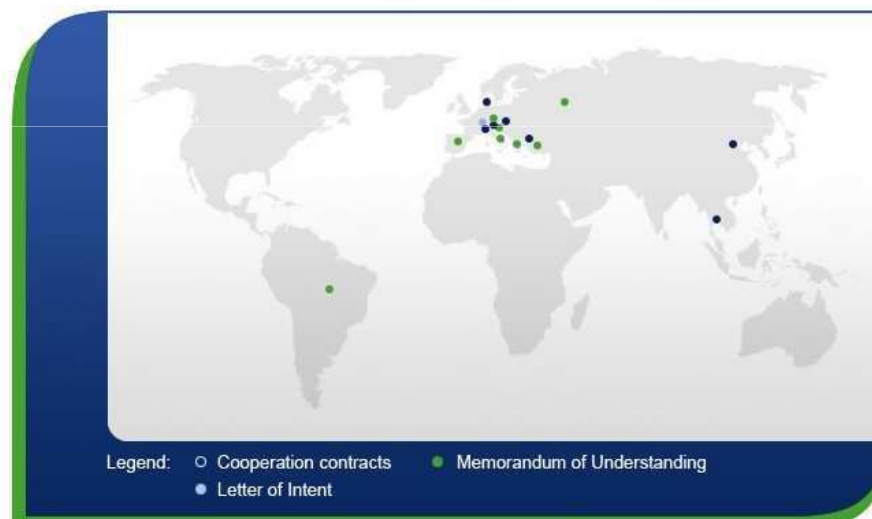 Legend: Cooperation contracts Memorandum of Understanding
Letter of Intent